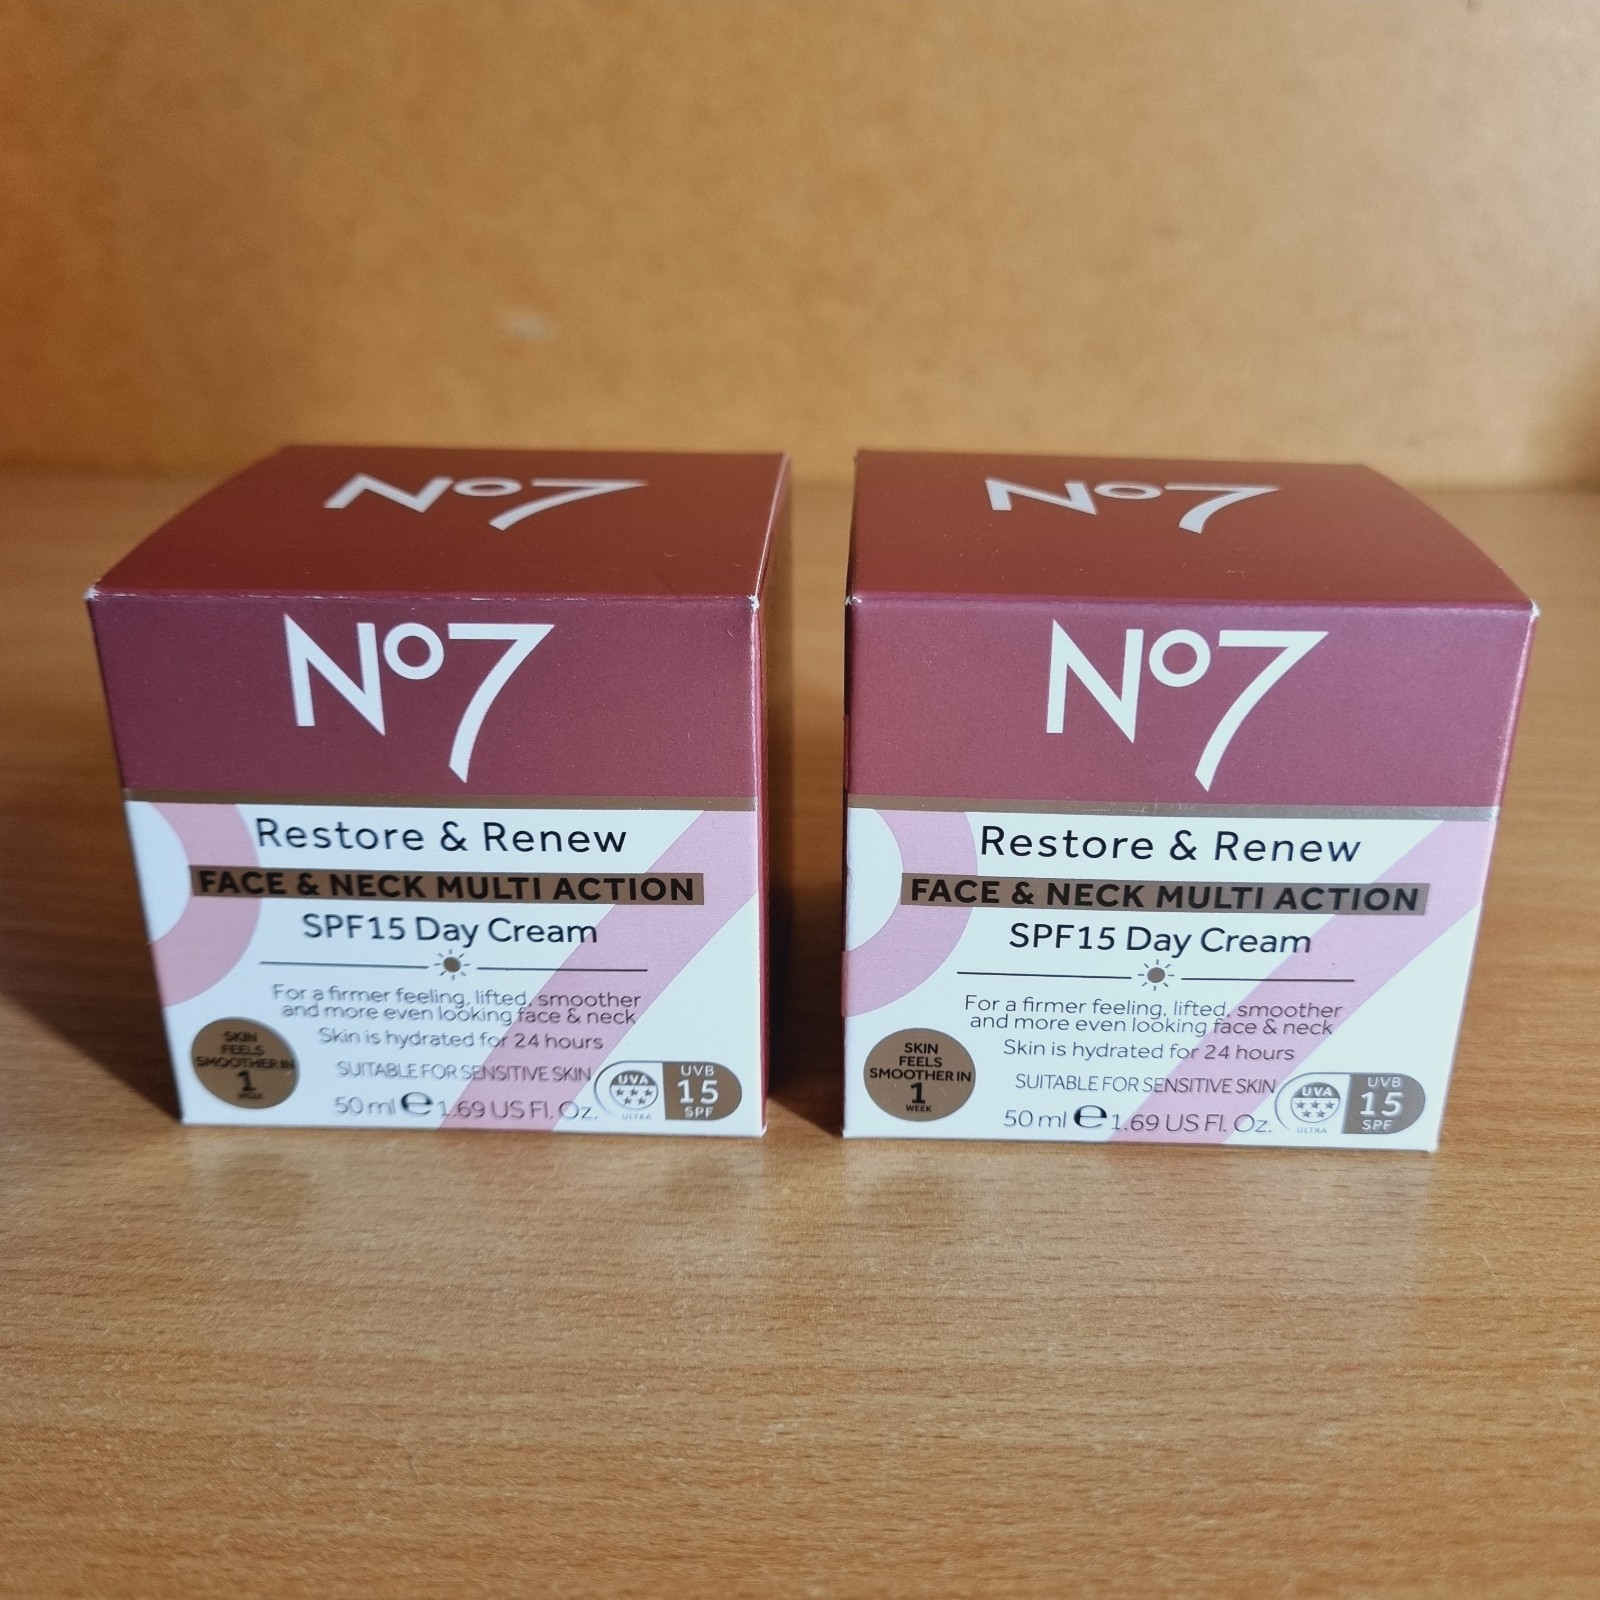 No7
No7
Restore & Renew
FACE & NECK MULTI ACTION
SPF15 Day Cream
For a firmer feeling, lifted, smoother
and more even looking face & neck
Skin is hydrated for 24 hours
SUITABLE FOR SENSITIVE SKIN
50 ml ℮ 1.69 US Fl. Oz.
SKIN
FEELS
SMOOTHER IN
1
WEEK
UVA
ULTRA
UVB
15
SPF
No7
No7
Restore & Renew
FACE & NECK MULTI ACTION
SPF15 Day Cream
For a firmer feeling, lifted, smoother
and more even looking face & neck
Skin is hydrated for 24 hours
SUITABLE FOR SENSITIVE SKIN
50 ml ℮ 1.69 US Fl. Oz.
SKIN
FEELS
SMOOTHER IN
1
WEEK
UVA
ULTRA
UVB
15
SPF